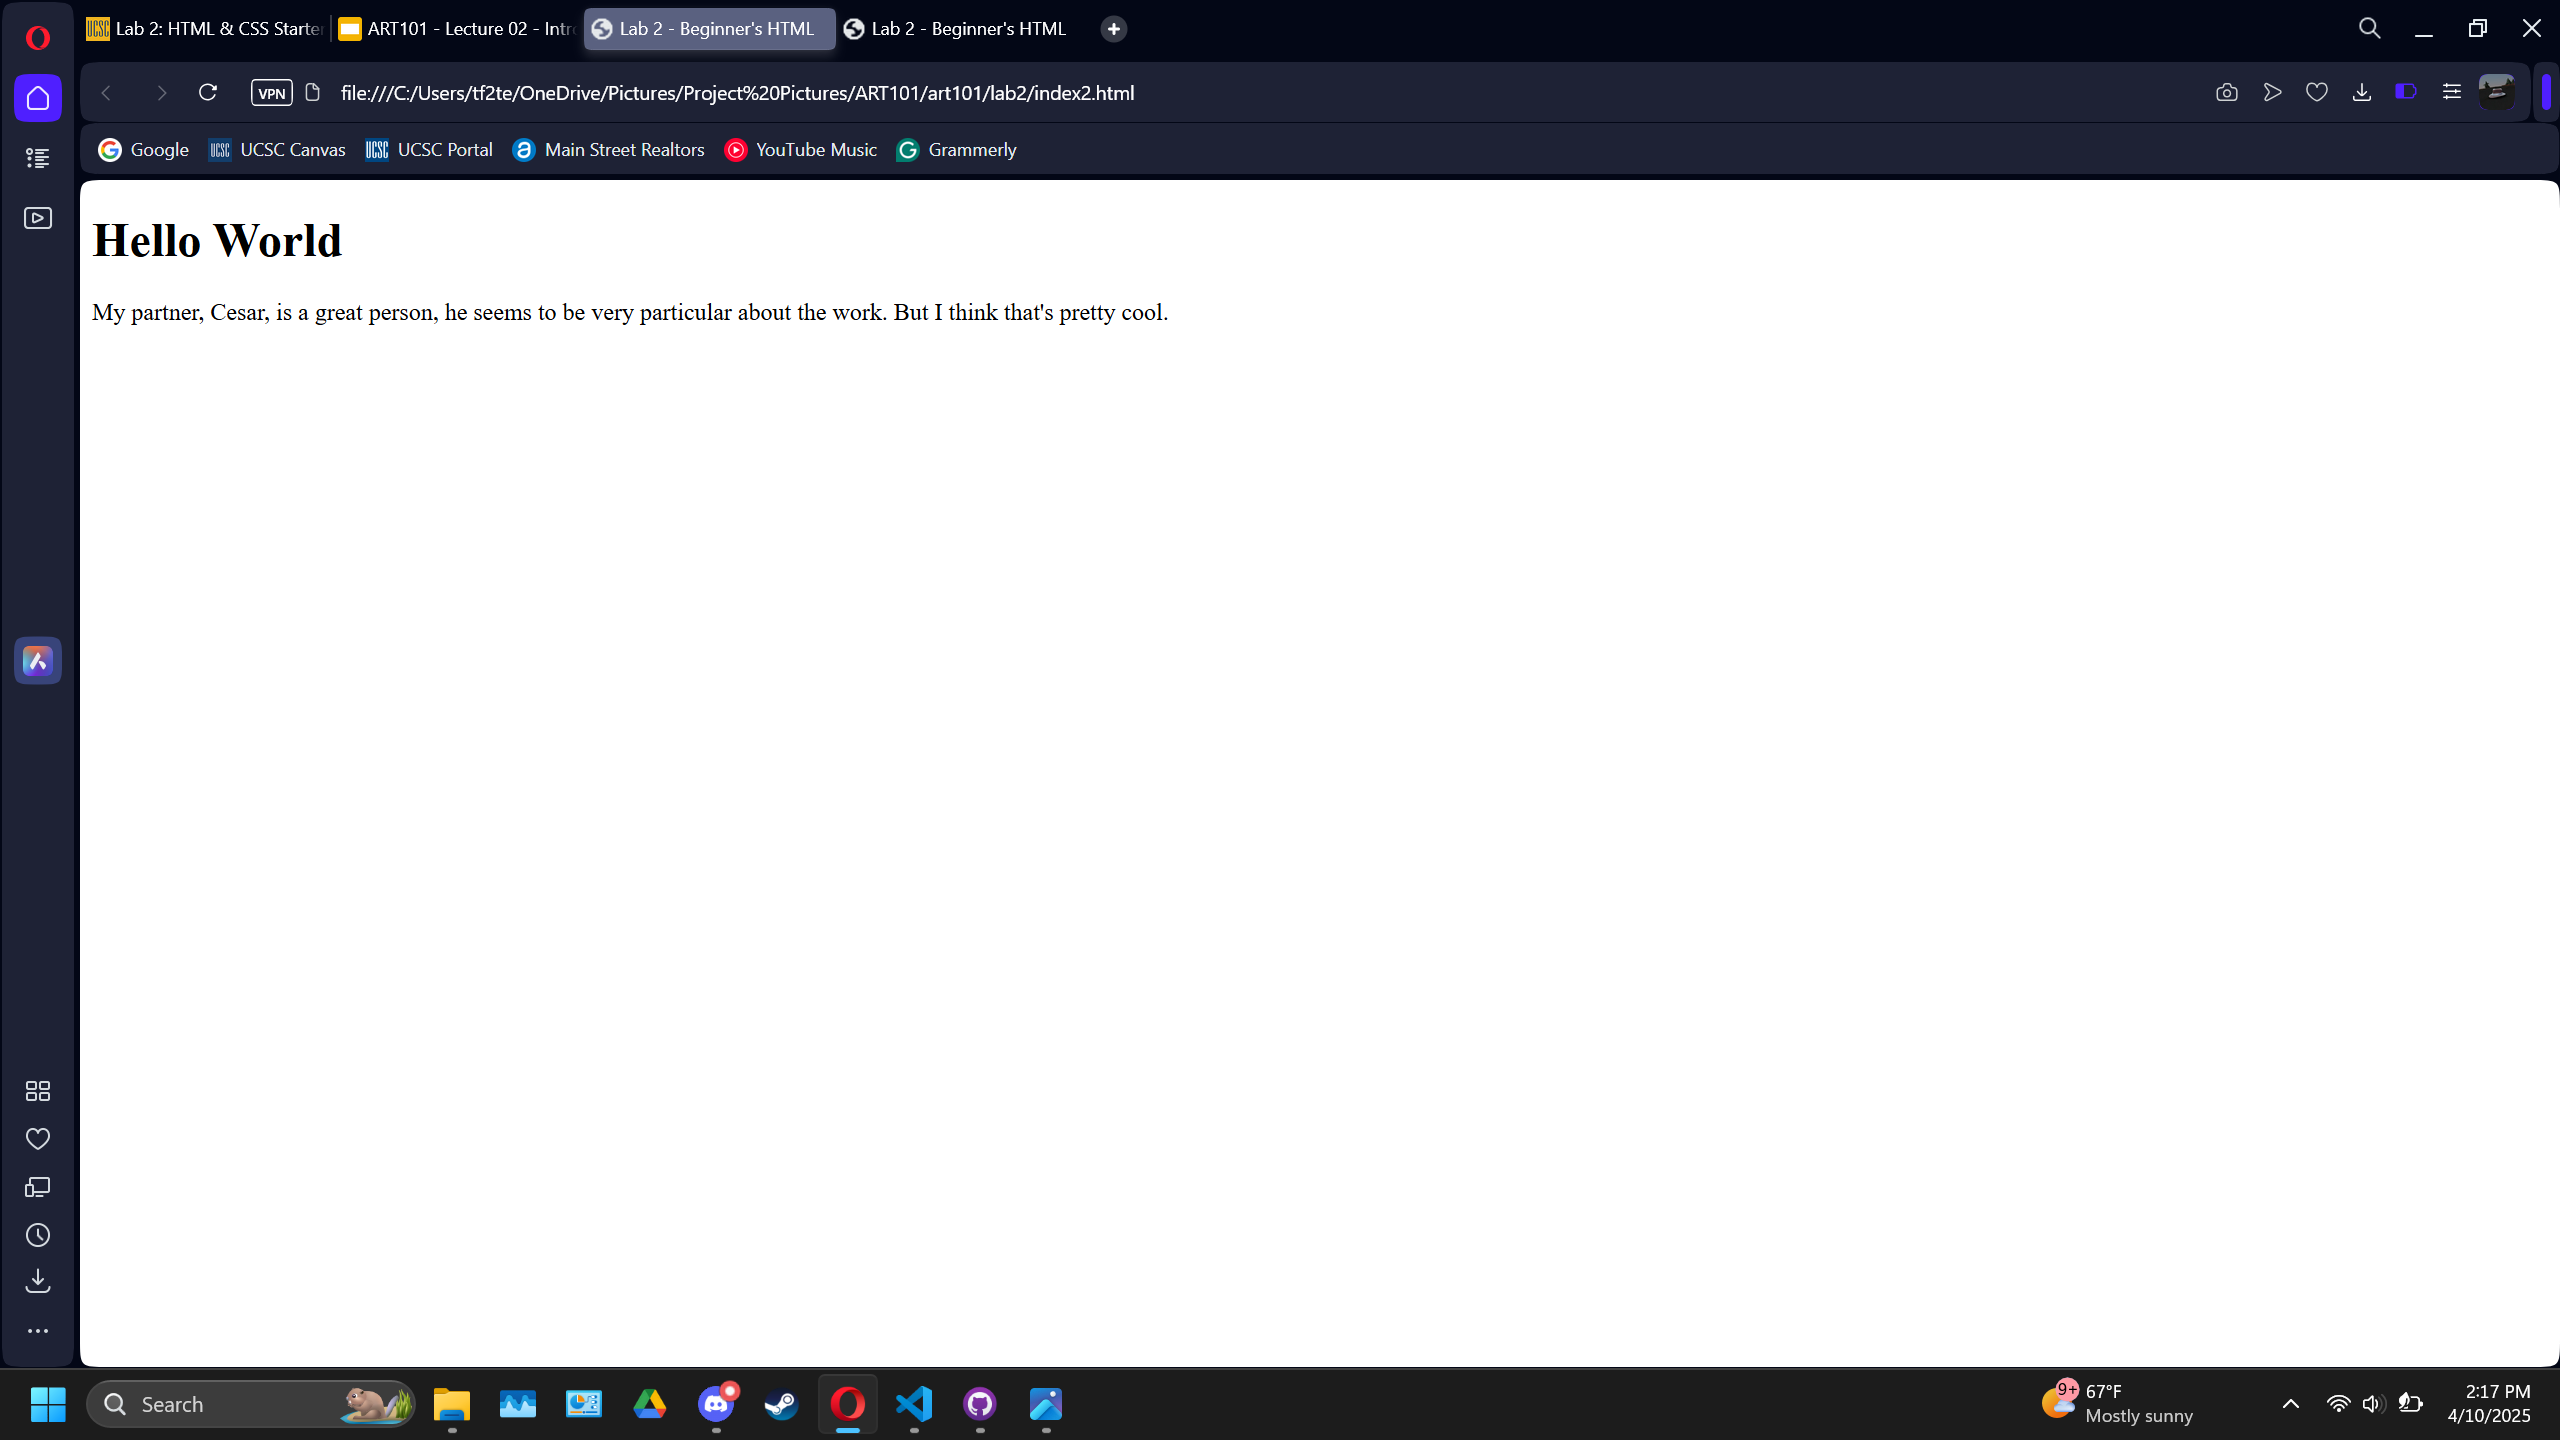 Lab 2: HTML & CSS Starter
ART101 - Lecture 02 - Intr
Lab 2 - Beginner's HTML
Lab 2 - Beginner's HTML
VPN
file:///C:/Users/tf2te/OneDrive/Pictures/Project%20Pictures/ART101/art101/lab2/index2.html
Google
UCSC UCSC Canvas
UCSC UCSC Portal
Main Street Realtors
YouTube Music
Grammerly
Hello World
My partner, Cesar, is a great person, he seems to be very particular about the work. But I think that's pretty cool.
Search
9+
67°F
Mostly sunny
2:17 PM
4/10/2025